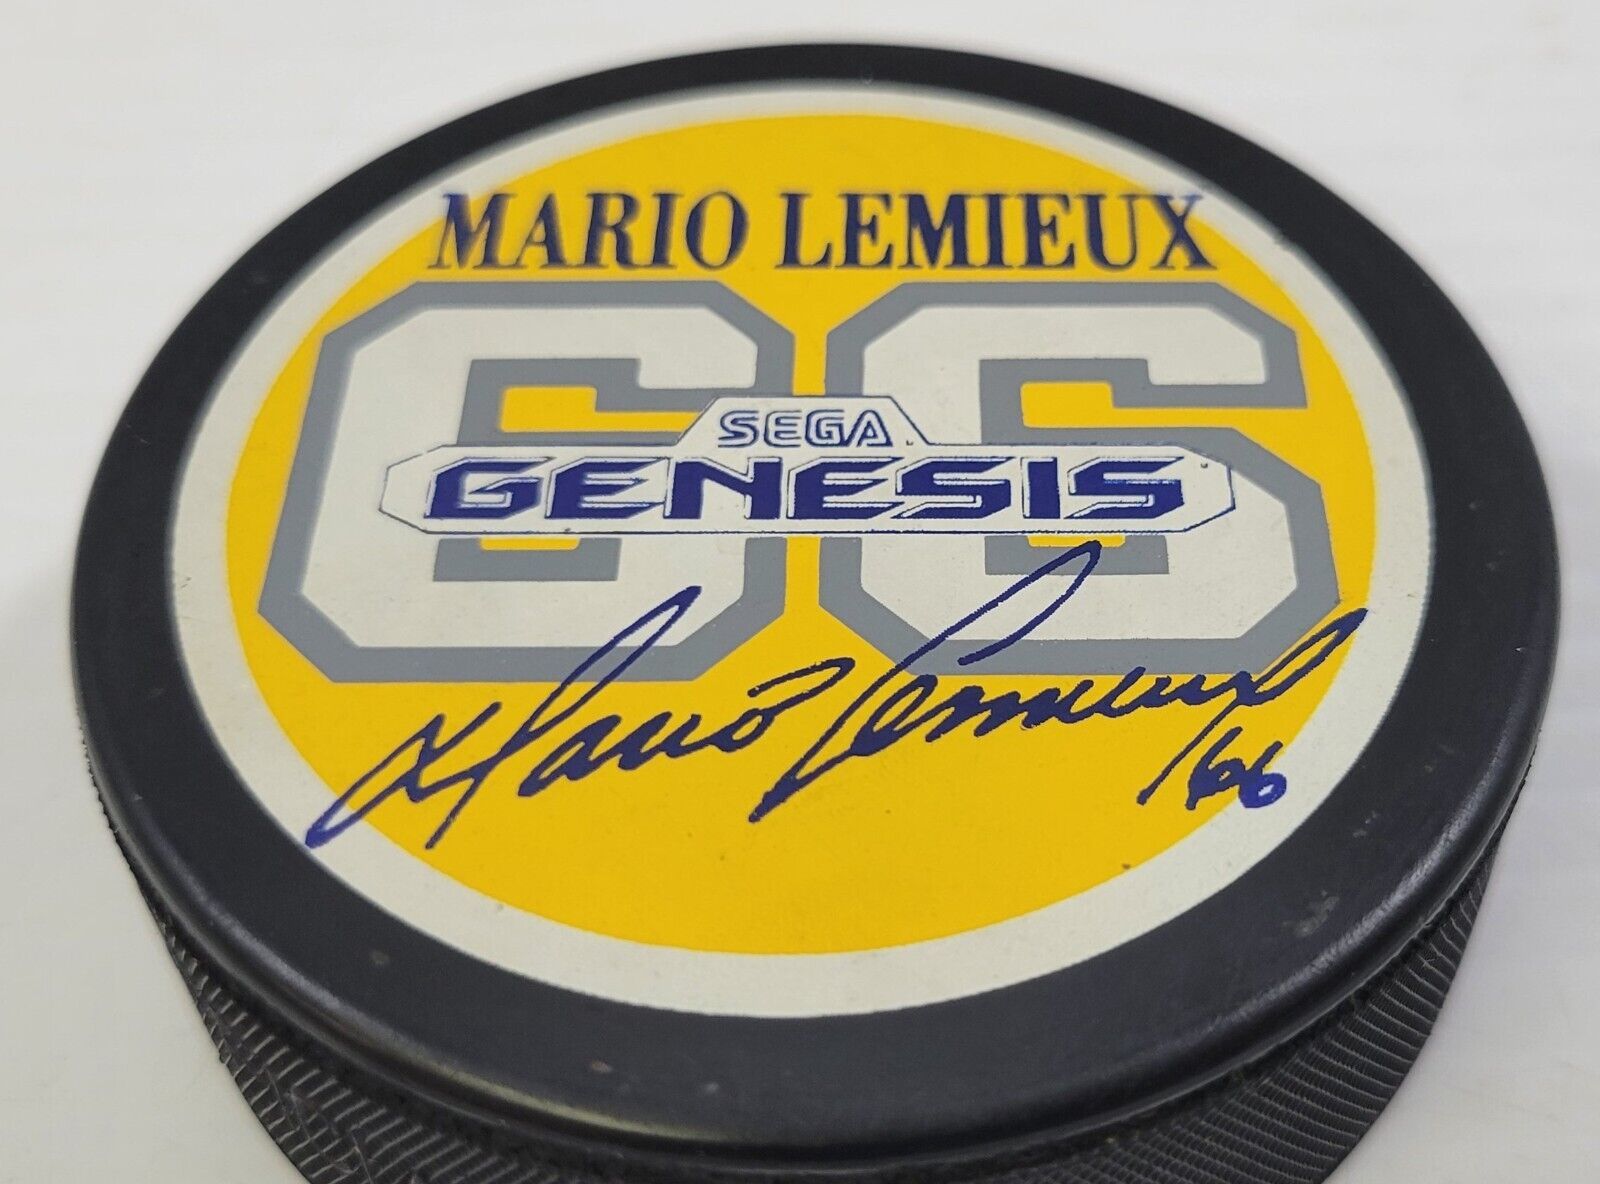 MARIO LEMIEUX
66
SEGA
GENESIS
Mario Lemieux
/66